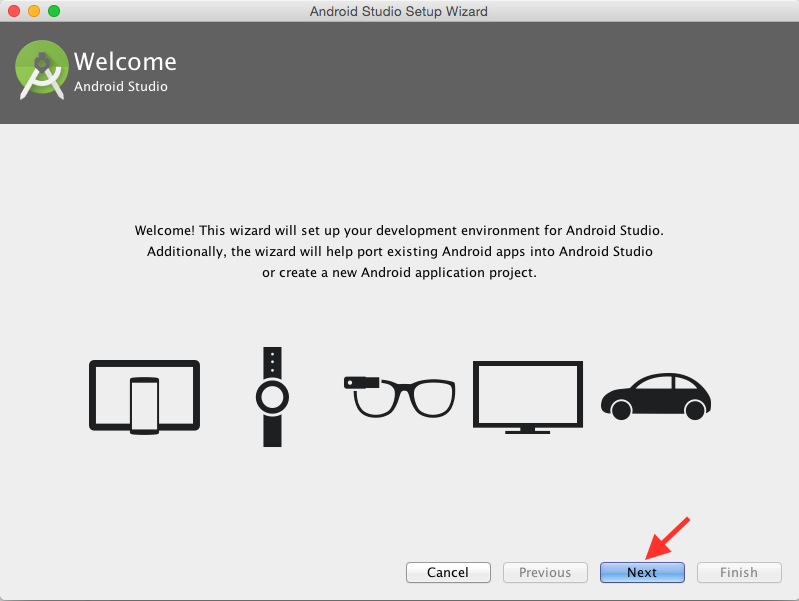 Android Studio Setup Wizard
Welcome
Android Studio
Welcome! This wizard will set up your development environment for Android Studio.
Additionally, the wizard will help port existing Android apps into Android Studio
or create a new Android application project.
Cancel Previous Next Finish